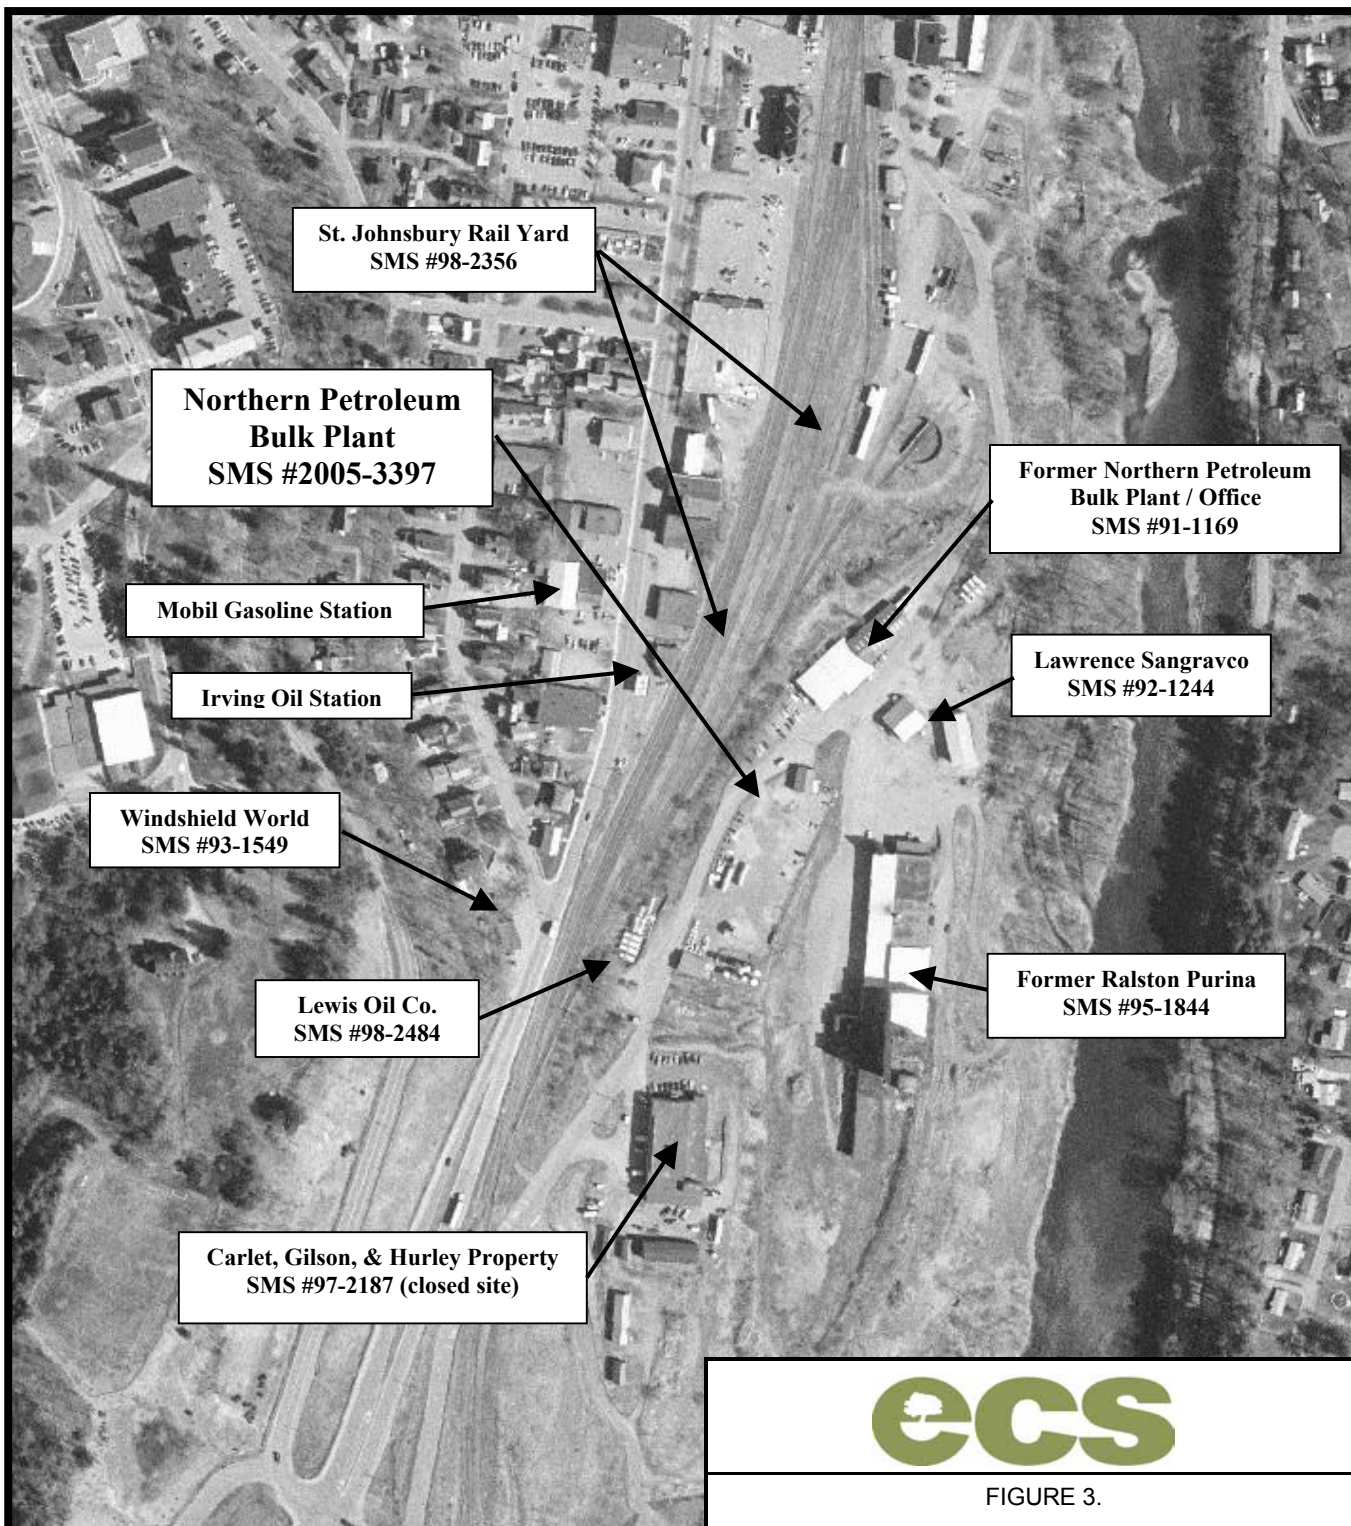 St. Johnsbury Rail Yard
SMS #98-2356
Northern Petroleum
Bulk Plant
SMS #2005-3397
Former Northern Petroleum
Bulk Plant / Office
SMS #91-1169
Mobil Gasoline Station
Lawrence Sangravco
SMS #92-1244
Irving Oil Station
Windshield World
SMS #93-1549
Former Ralston Purina
SMS #95-1844
Lewis Oil Co.
SMS #98-2484
Carlet, Gilson, & Hurley Property
SMS #97-2187 (closed site)
ecs
FIGURE 3.